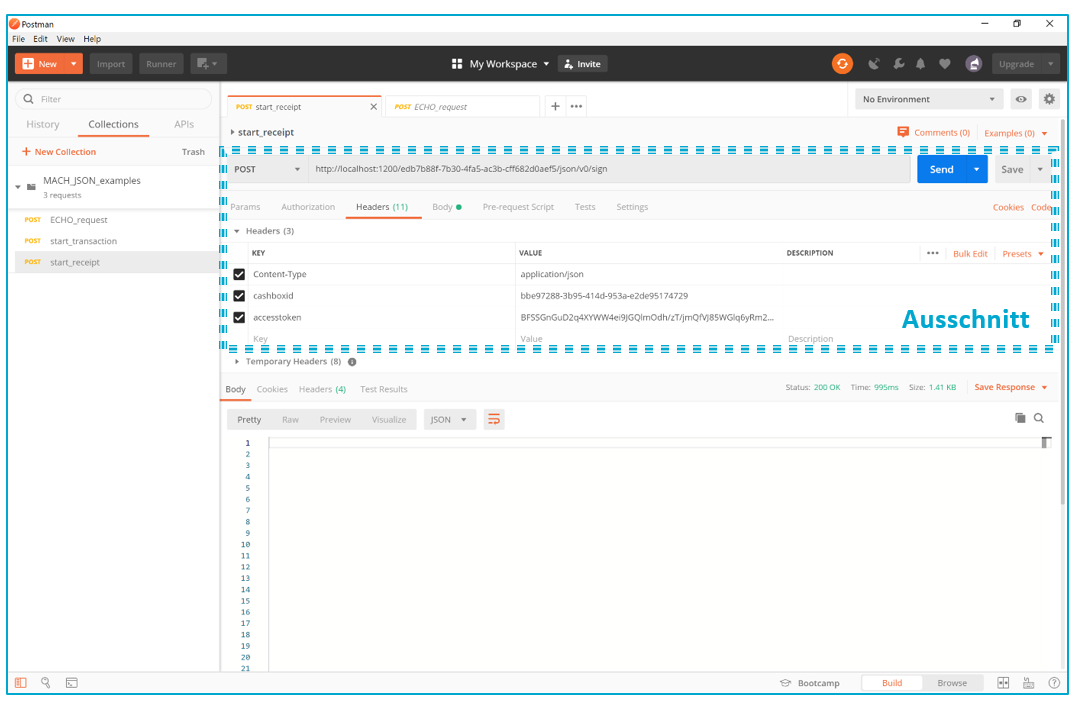 Postman
File Edit View Help
New Import Runner My Workspace Invite Upgrade
Filter
History Collections APIs
New Collection Trash
MACH_JSON_examples
3 requests
POST ECHO_request
POST start_transaction
POST start_receipt
POST start_receipt POST ECHO_request
No Environment
start_receipt
Comments (0) Examples (0)
POST http://localhost:1200/edb7b88f-7b30-4fa5-ac3b-cff682d0aef5/json/v0/sign Send Save
Params Authorization Headers (11) Body Pre-request Script Tests Settings Cookies Code
Headers (3)
KEY VALUE DESCRIPTION Bulk Edit Presets
Content-Type application/json
cashboxid bbe97288-3b95-414d-953a-e2de95174729
accesstoken BFSSGnGuD2q4XYWW4ei9JGQlmOdh/zT/jmQfVJ85WGlq6yRm2...
Ausschnitt
Key Value Description
Temporary Headers (8)
Body Cookies Headers (4) Test Results Status: 200 OK Time: 995ms Size: 1.41 KB Save Response
Pretty Raw Preview Visualize JSON
1
2
3
4
5
6
7
8
9
10
11
12
13
14
15
16
17
18
19
20
21
Bootcamp Build Browse